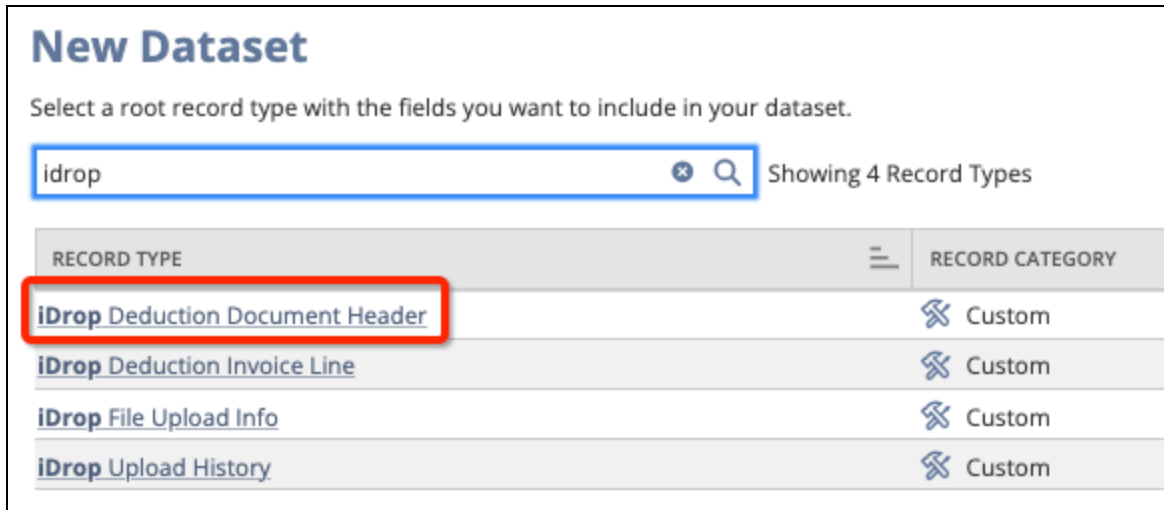 New Dataset
Select a root record type with the fields you want to include in your dataset.
idrop Showing 4 Record Types
RECORD TYPE RECORD CATEGORY
iDrop Deduction Document Header Custom
iDrop Deduction Invoice Line Custom
iDrop File Upload Info Custom
iDrop Upload History Custom